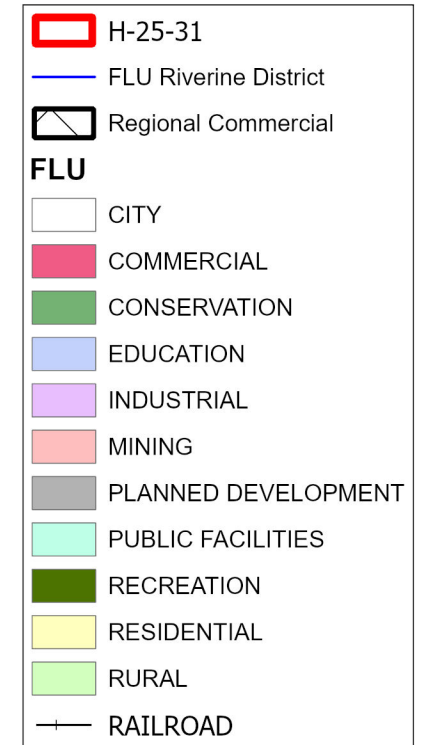 H-25-31
FLU Riverine District
Regional Commercial
FLU
CITY
COMMERCIAL
CONSERVATION
EDUCATION
INDUSTRIAL
MINING
PLANNED DEVELOPMENT
PUBLIC FACILITIES
RECREATION
RESIDENTIAL
RURAL
RAILROAD